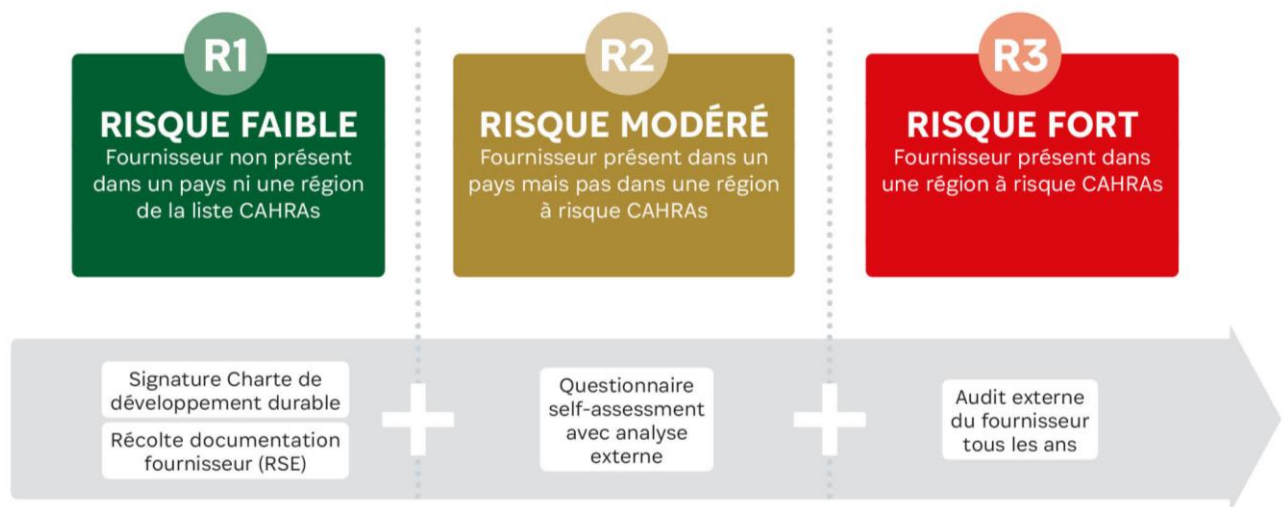 R1
RISQUE FAIBLE
Fournisseur non présent
dans un pays ni une région
de la liste CAHRAs
R2
RISQUE MODÉRÉ
Fournisseur présent dans un
pays mais pas dans une région
à risque CAHRAs
R3
RISQUE FORT
Fournisseur présent dans
une région à risque CAHRAs
Signature Charte de
développement durable
Récolte documentation
fournisseur (RSE)
+
Questionnaire
self-assessment
avec analyse
externe
+
Audit externe
du fournisseur
tous les ans